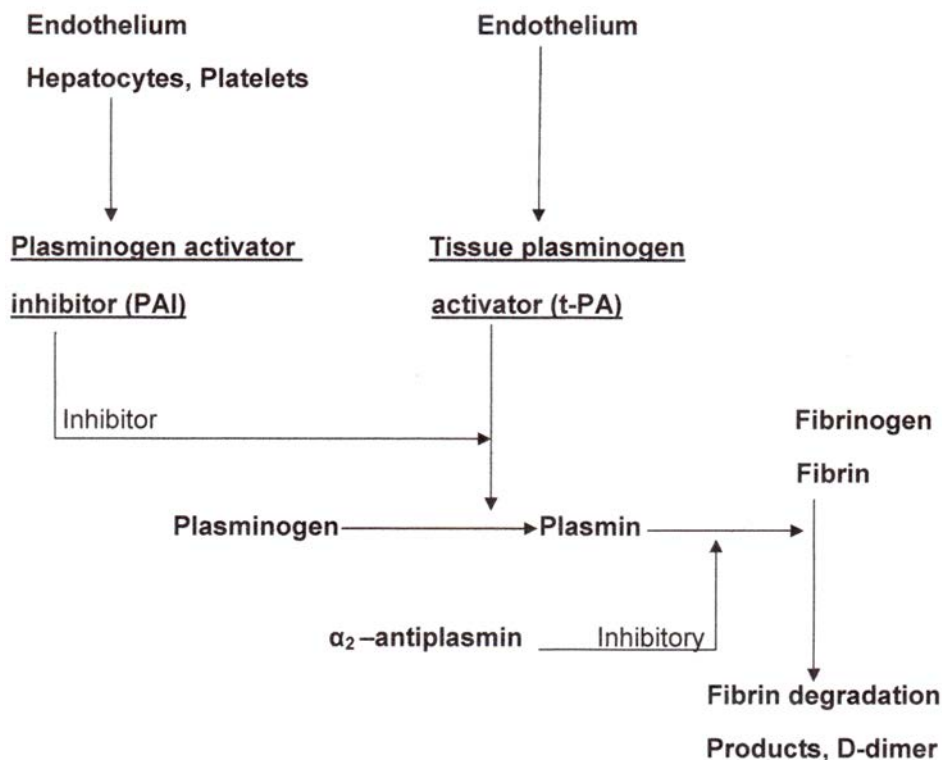 Endothelium
Hepatocytes, Platelets
Endothelium
Plasminogen activator
inhibitor (PAI)
Tissue plasminogen
activator (t-PA)
Inhibitor
Fibrinogen
Fibrin
Plasminogen
Plasmin
α₂ –antiplasmin
Inhibitory
Fibrin degradation
Products, D-dimer